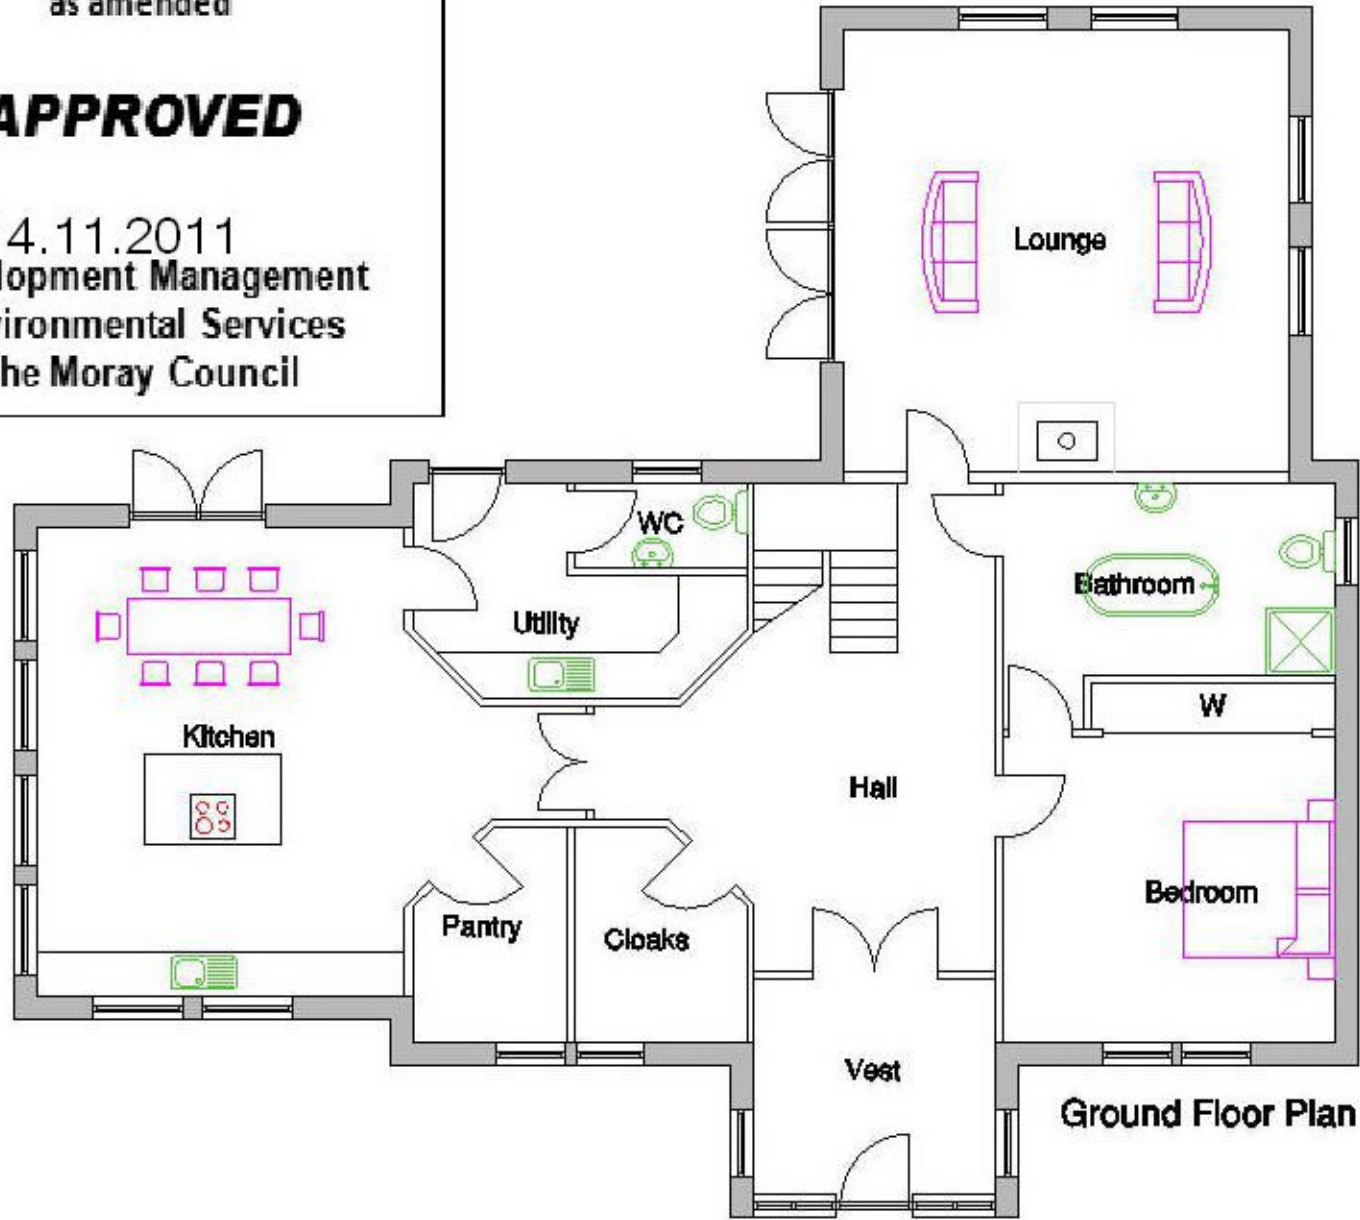 as amended
APPROVED
4.11.2011
lopment Management
vironmental Services
he Moray Council
Lounge
WC
Bathroom
Utility
W
Kitchen
Hall
Bedroom
Pantry
Cloaks
Vest
Ground Floor Plan